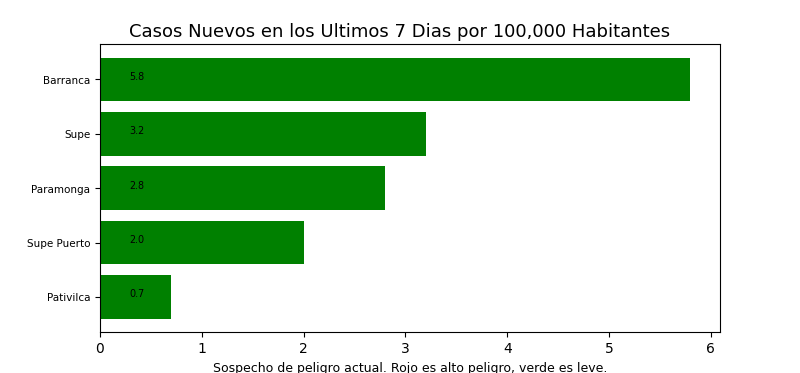 Casos Nuevos en los Ultimos 7 Dias por 100,000 Habitantes
Barranca 5.8
Supe 3.2
Paramonga 2.8
Supe Puerto 2.0
Pativilca 0.7
0 1 2 3 4 5 6
Sospecho de peligro actual. Rojo es alto peligro, verde es leve.